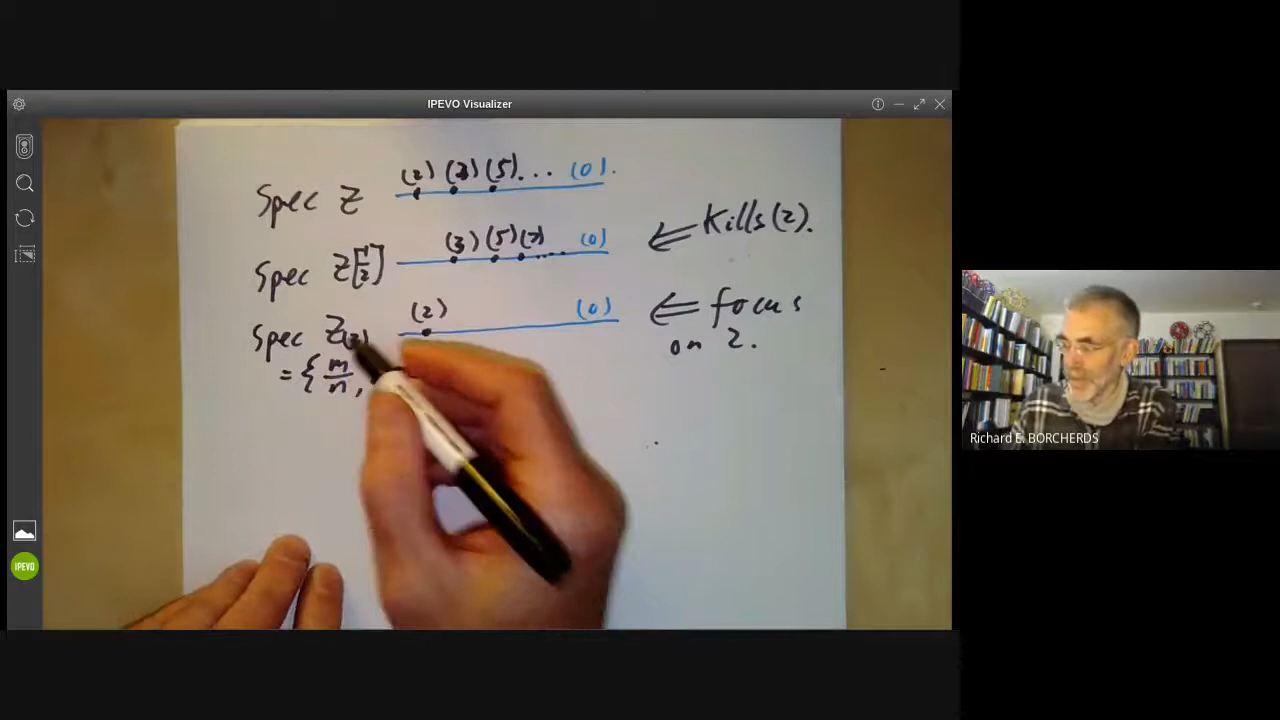 IPEVO Visualizer
(2) (3) (5) ... (0).
Spec Z
Kills (2).
(3) (5) (7) .... (0)
Spec Z[1/2]
(2) (0)
focus
on 2.
Spec Z(2)
= { m/n ,
Richard E. BORCHERDS
IPEVO